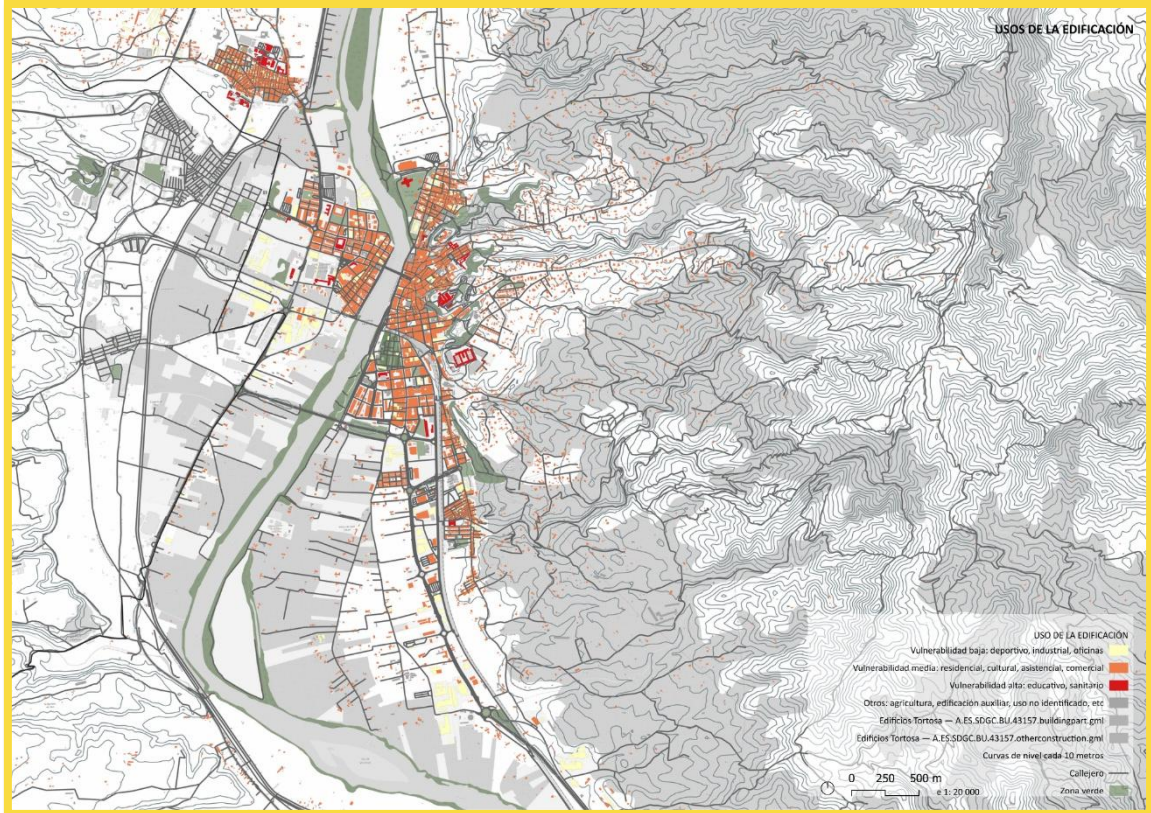 USOS DE LA EDIFICACIÓN
USO DE LA EDIFICACIÓN
Vulnerabilidad baja: deportivo, industrial, oficinas
Vulnerabilidad media: residencial, cultural, asistencial, comercial
Vulnerabilidad alta: educativo, sanitario
Otros: agricultura, edificación auxiliar, uso no identificado, etc
Edificios Tortosa — A.ES.SDGC.BU.43157.buildingpart.gml
Edificios Tortosa — A.ES.SDGC.BU.43157.otherconstruction.gml
Curvas de nivel cada 10 metros
Callejero
Zona verde
0 250 500 m
e 1: 20 000